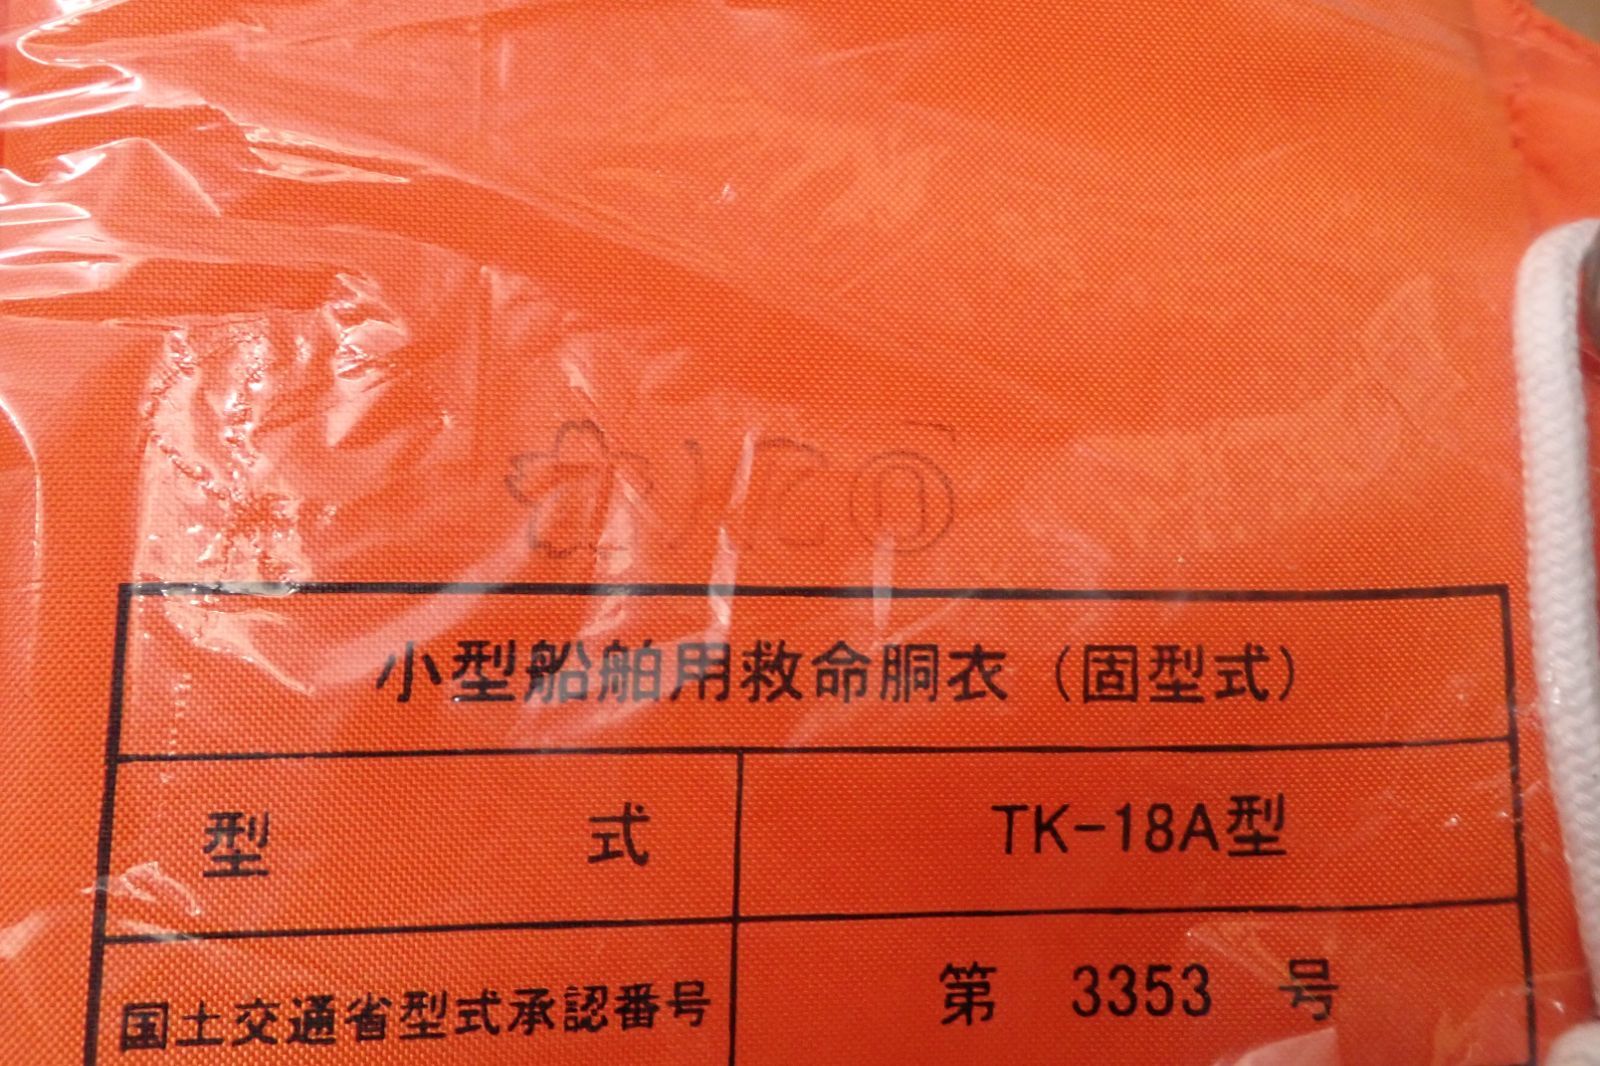 小型船舶用救命胴衣（固型式）
型　式　TK-18A型
国土交通省型式承認番号　第 3353 号